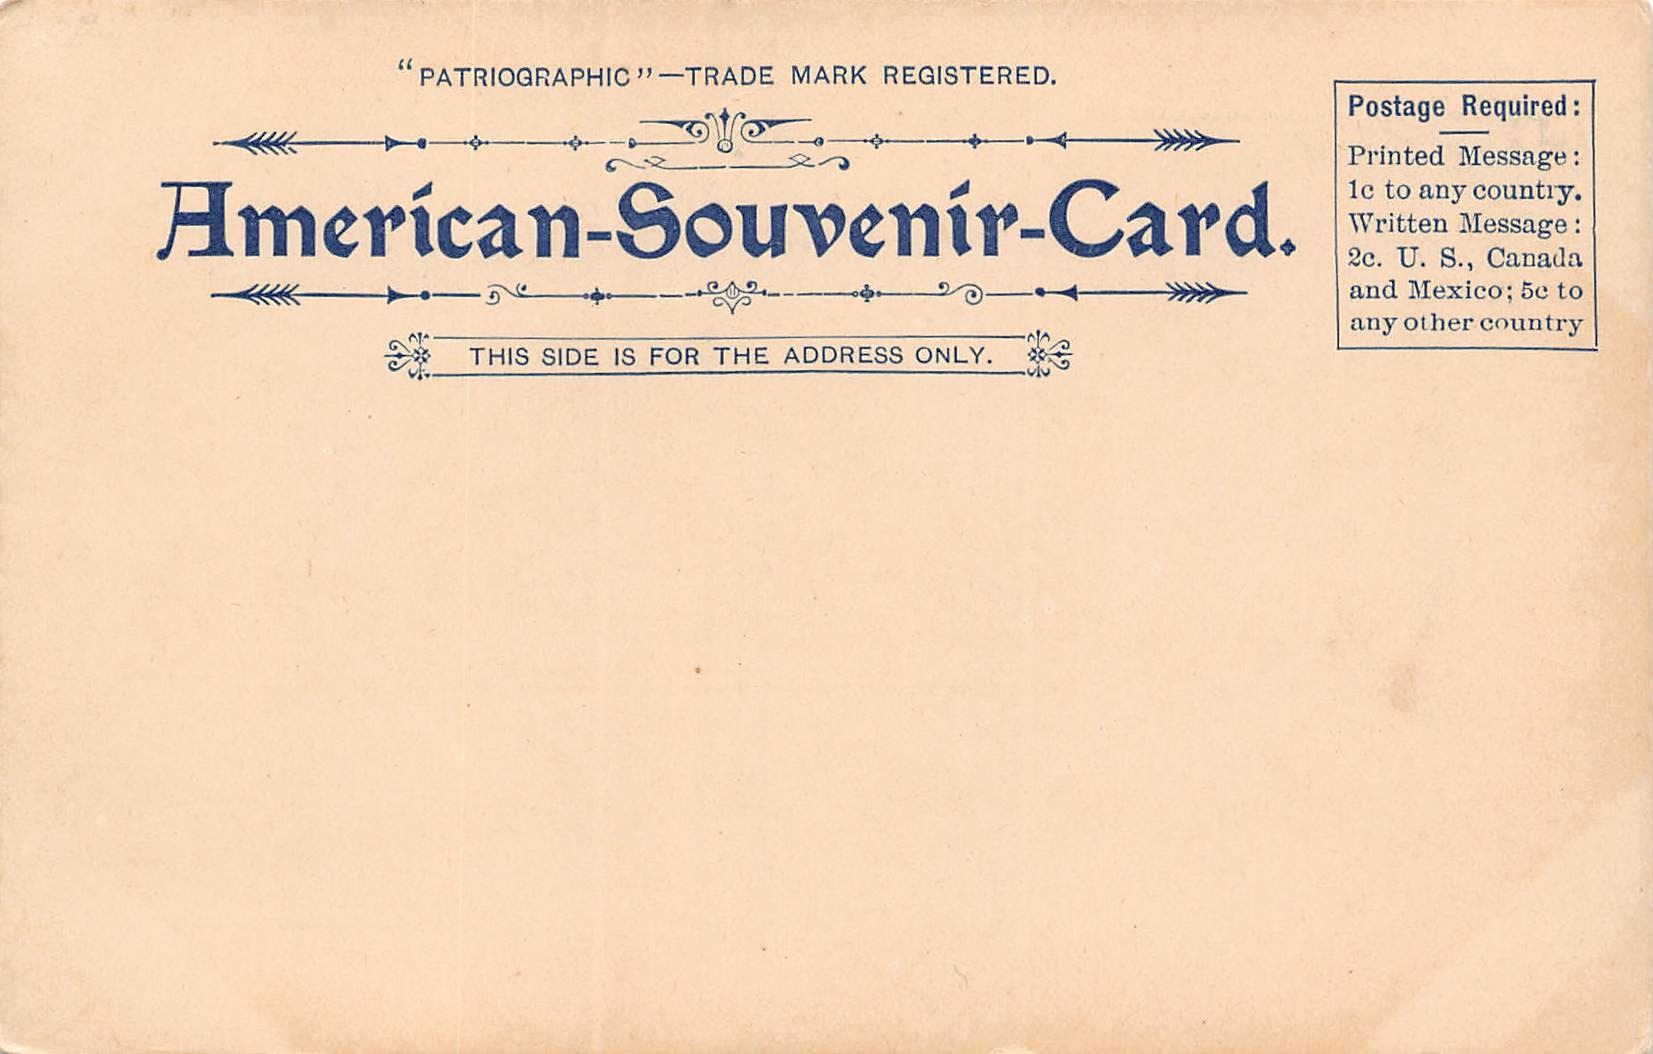 "PATRIOGRAPHIC"—TRADE MARK REGISTERED.
American-Souvenir-Card.
THIS SIDE IS FOR THE ADDRESS ONLY.
Postage Required:
Printed Message:
1c to any country.
Written Message:
2c. U. S., Canada
and Mexico; 5c to
any other country